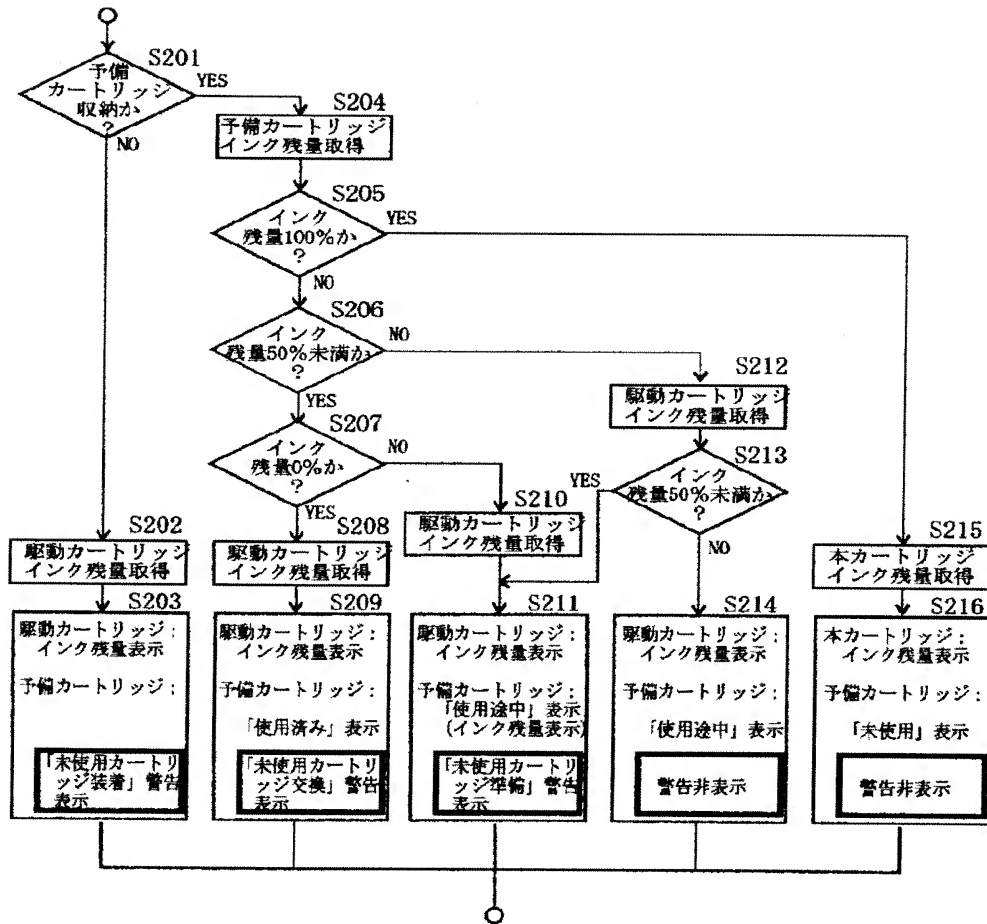 S201
予備
カートリッジ
収納か
?
YES
NO
S204
予備カートリッジ
インク残量取得
S205
インク
残量100%か
?
YES
NO
S206
インク
残量50%未満か
?
NO
YES
S207
インク
残量0%か
?
NO
YES
S212
駆動カートリッジ
インク残量取得
S213
インク
残量50%未満か
?
YES
NO
S202
駆動カートリッジ
インク残量取得
S208
駆動カートリッジ
インク残量取得
S210
駆動カートリッジ
インク残量取得
S215
本カートリッジ
インク残量取得
S203
駆動カートリッジ:
インク残量表示
予備カートリッジ:
「未使用カートリ
ッジ装着」警告
表示
S209
駆動カートリッジ:
インク残量表示
予備カートリッジ:
「使用済み」表示
「未使用カートリ
ッジ交換」警告
表示
S211
駆動カートリッジ:
インク残量表示
予備カートリッジ:
「使用途中」表示
(インク残量表示)
「未使用カートリ
ッジ準備」警告
表示
S214
駆動カートリッジ:
インク残量表示
予備カートリッジ:
「使用途中」表示
警告非表示
S216
本カートリッジ:
インク残量表示
予備カートリッジ:
「未使用」表示
警告非表示